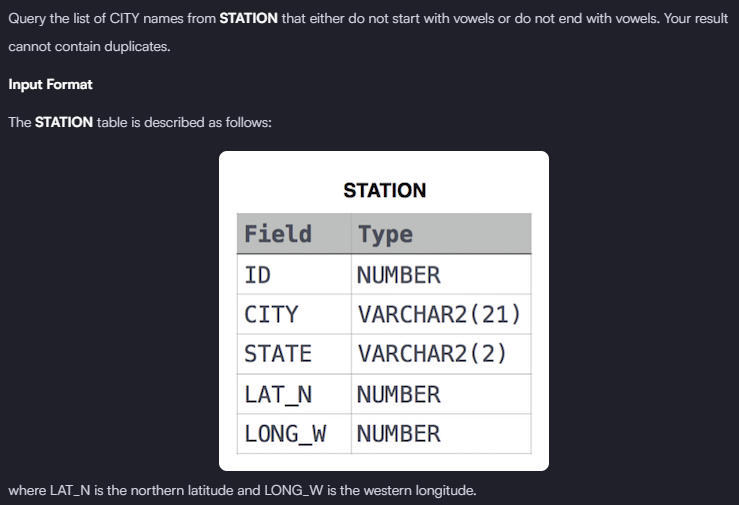 Query the list of CITY names from STATION that either do not start with vowels or do not end with vowels. Your result
cannot contain duplicates.
Input Format
The STATION table is described as follows:
STATION
Field Type
ID NUMBER
CITY VARCHAR2(21)
STATE VARCHAR2(2)
LAT_N NUMBER
LONG_W NUMBER
where LAT_N is the northern latitude and LONG_W is the western longitude.